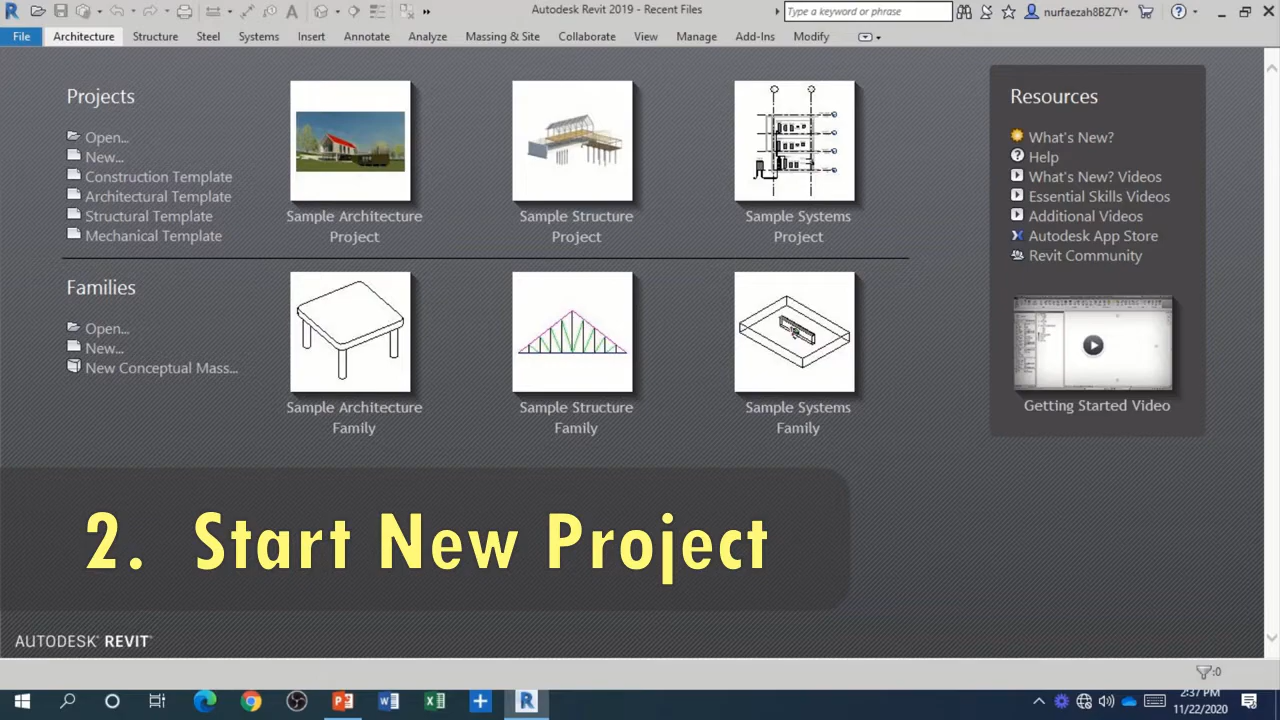 Autodesk Revit 2019 - Recent Files
Type a keyword or phrase
nurfaezah8BZ7Y
File Architecture Structure Steel Systems Insert Annotate Analyze Massing & Site Collaborate View Manage Add-Ins Modify
Projects
Open...
New...
Construction Template
Architectural Template
Structural Template
Mechanical Template
Sample Architecture
Project
Sample Structure
Project
Sample Systems
Project
Families
Open...
New...
New Conceptual Mass...
Sample Architecture
Family
Sample Structure
Family
Sample Systems
Family
Resources
What's New?
Help
What's New? Videos
Essential Skills Videos
Additional Videos
Autodesk App Store
Revit Community
Getting Started Video
2. Start New Project
AUTODESK® REVIT®
:0
2:37 PM
11/22/2020